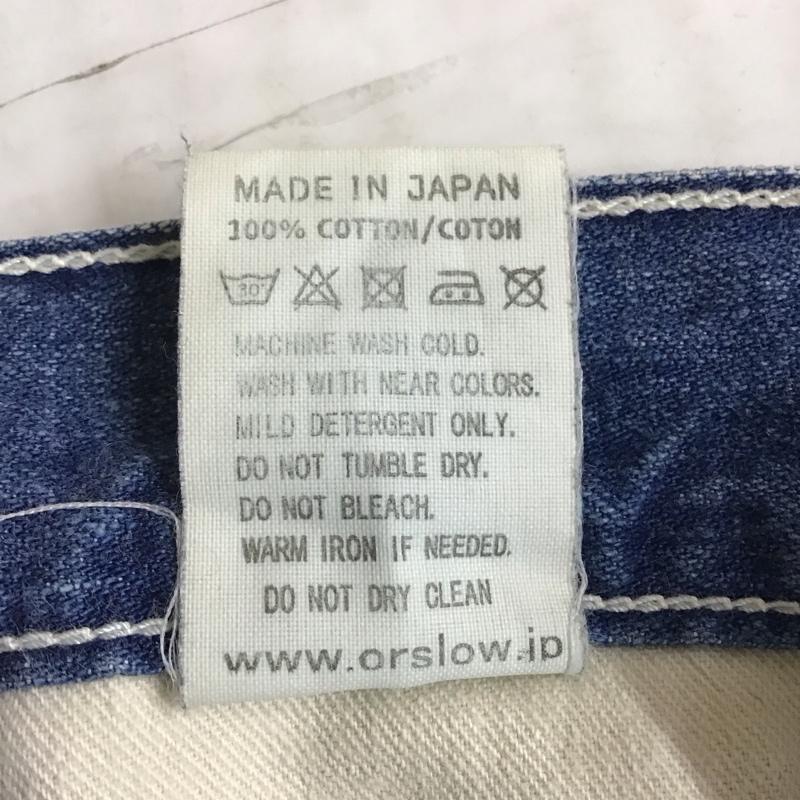 MADE IN JAPAN
100% COTTON/COTON
30°
MACHINE WASH COLD.
WASH WITH NEAR COLORS.
MILD DETERGENT ONLY.
DO NOT TUMBLE DRY.
DO NOT BLEACH.
WARM IRON IF NEEDED.
DO NOT DRY CLEAN
www.orslow.jp